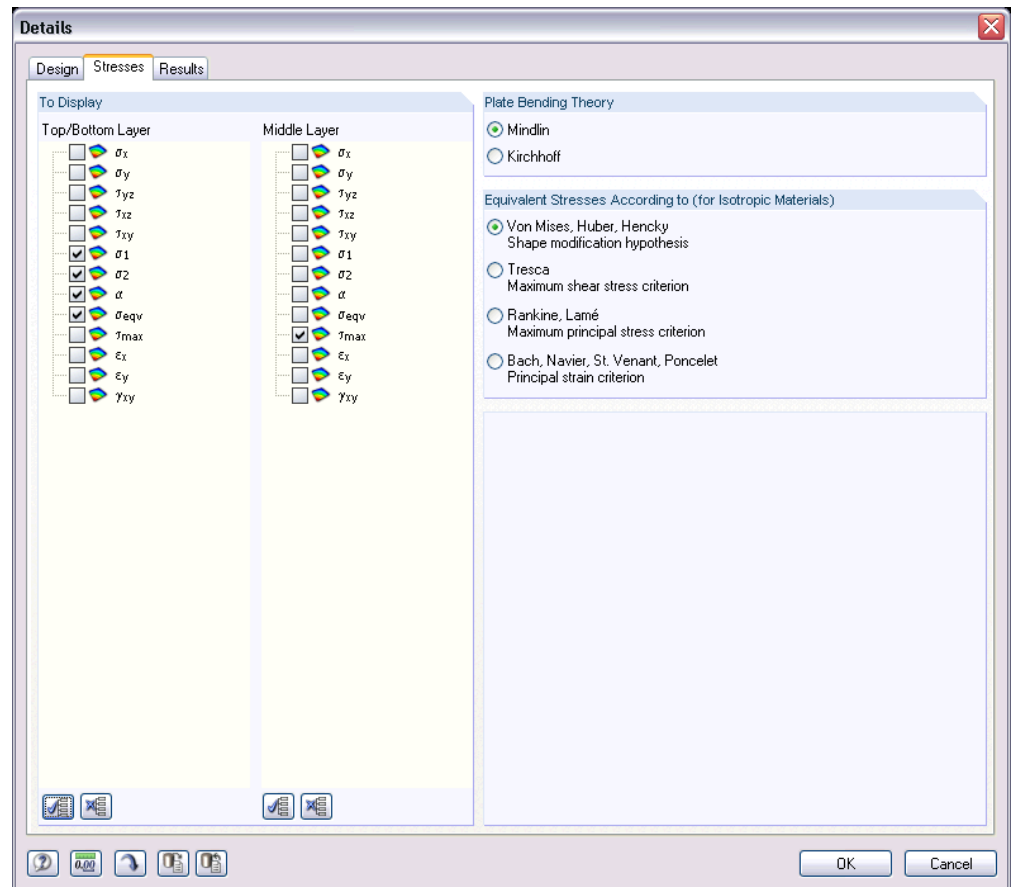 Details
Design Stresses Results
To Display
Top/Bottom Layer
σx
σy
τyz
τxz
τxy
σ1
σ2
α
σeqv
τmax
εx
εy
γxy
Middle Layer
σx
σy
τyz
τxz
τxy
σ1
σ2
α
σeqv
τmax
εx
εy
γxy
Plate Bending Theory
Mindlin
Kirchhoff
Equivalent Stresses According to (for Isotropic Materials)
Von Mises, Huber, Hencky
Shape modification hypothesis
Tresca
Maximum shear stress criterion
Rankine, Lamé
Maximum principal stress criterion
Bach, Navier, St. Venant, Poncelet
Principal strain criterion
? 0.00
OK Cancel